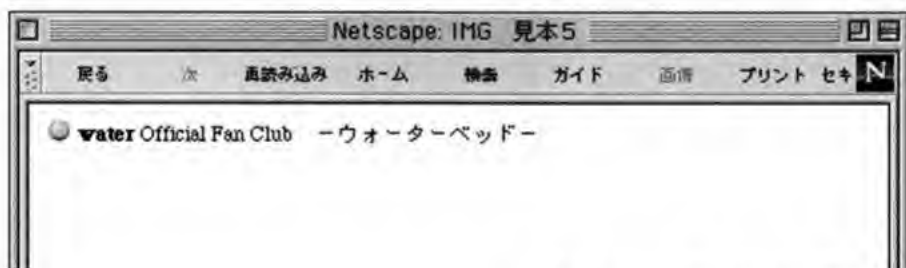 Netscape: IMG 見本5
戻る 次 再読み込み ホーム 検索 ガイド 画像 プリント セキ N
water Official Fan Club －ウォーターベッド－